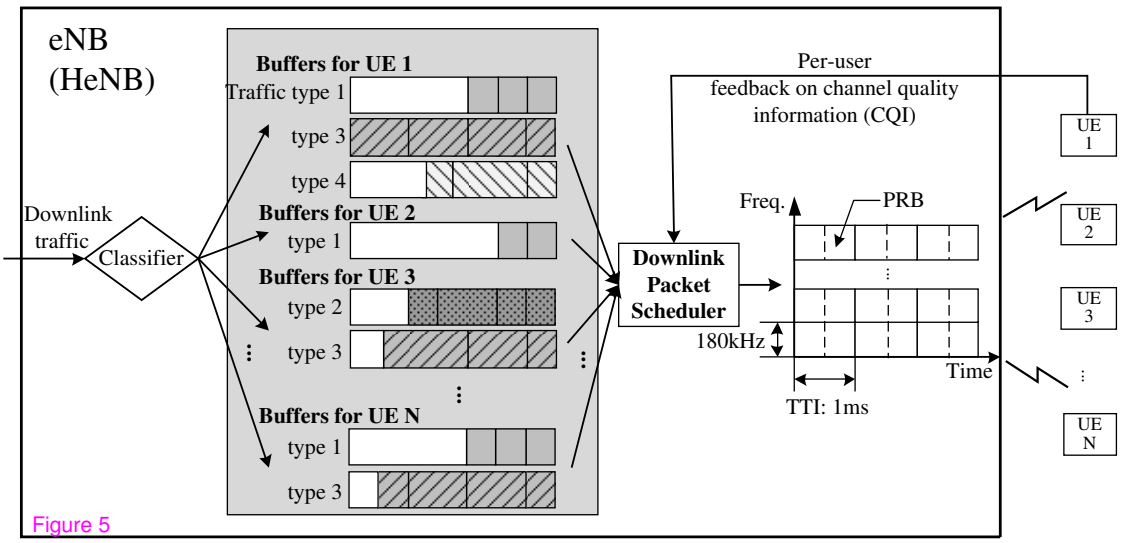 eNB
(HeNB)
Downlink
traffic
Classifier
Buffers for UE 1
Traffic type 1
type 3
type 4
Buffers for UE 2
type 1
Buffers for UE 3
type 2
type 3
...
...
...
Buffers for UE N
type 1
type 3
Downlink
Packet
Scheduler
Per-user
feedback on channel quality
information (CQI)
Freq.
PRB
...
180kHz
Time
TTI: 1ms
UE
1
UE
2
UE
3
...
UE
N
Figure 5